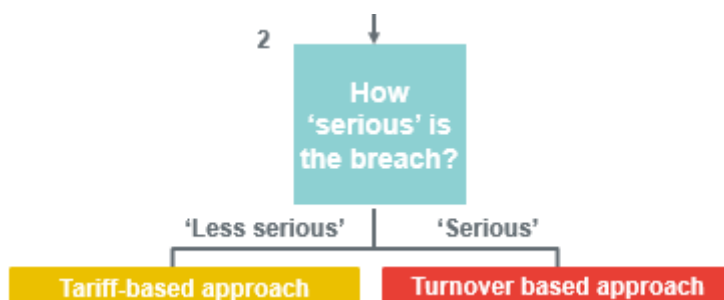 2
How
‘serious’ is
the breach?
‘Less serious’
‘Serious’
Tariff-based approach
Turnover based approach